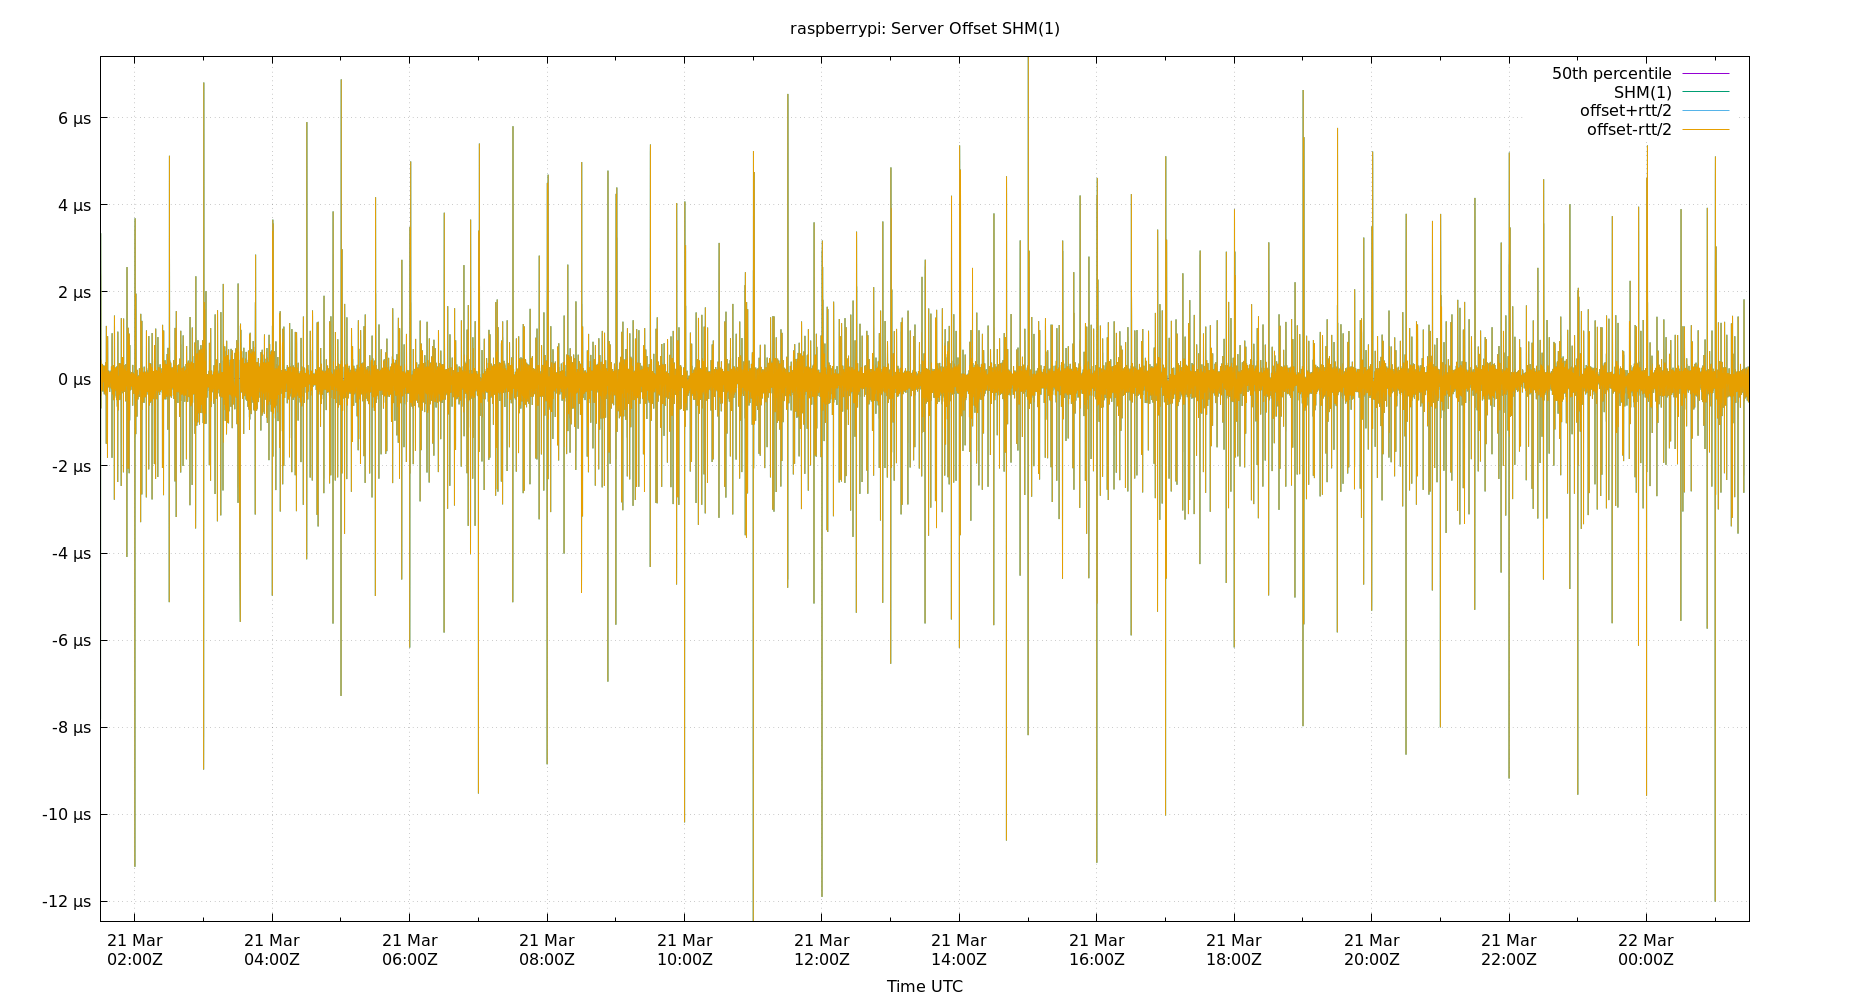 raspberrypi: Server Offset SHM(1)
50th percentile
SHM(1)
offset+rtt/2
offset-rtt/2
6 µs
4 µs
2 µs
0 µs
-2 µs
-4 µs
-6 µs
-8 µs
-10 µs
-12 µs
21 Mar 21 Mar 21 Mar 21 Mar 21 Mar 21 Mar 21 Mar 21 Mar 21 Mar 21 Mar 21 Mar 22 Mar
02:00Z 04:00Z 06:00Z 08:00Z 10:00Z 12:00Z 14:00Z 16:00Z 18:00Z 20:00Z 22:00Z 00:00Z
Time UTC